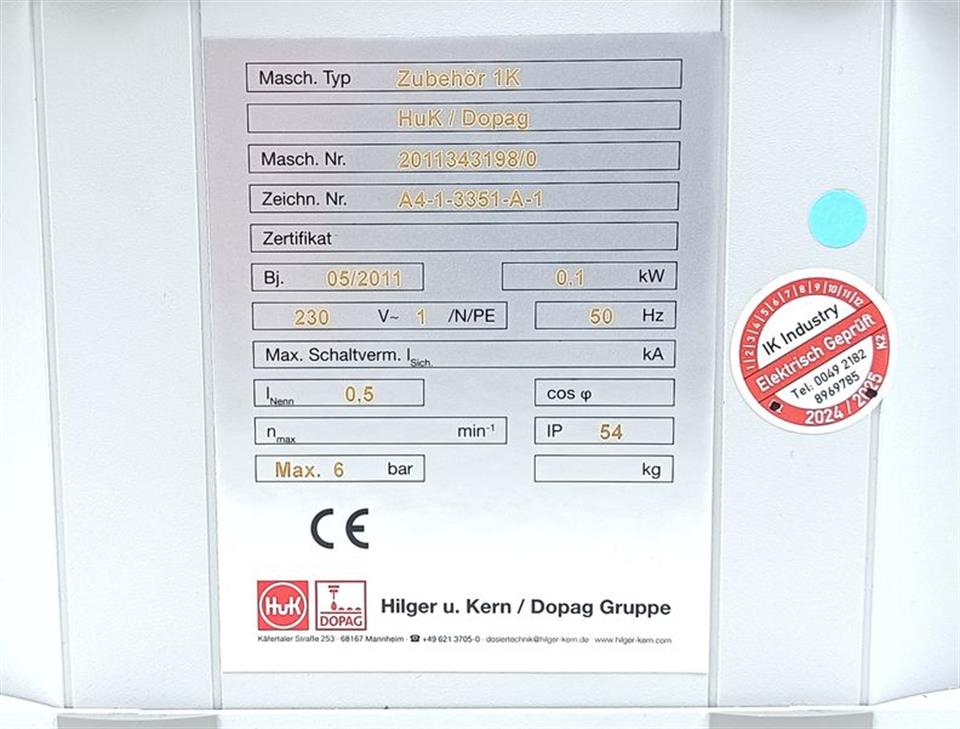 Masch. Typ Zubehör 1K
HuK / Dopag
Masch. Nr. 2011343198/0
Zeichn. Nr. A4-1-3351-A-1
Zertifikat
Bj. 05/2011 0,1 kW
230 V~ 1 /N/PE 50 Hz
Max. Schaltverm. I Sich. kA
I Nenn 0,5 cos φ
n max min-1 IP 54
Max. 6 bar kg
CE
HuK DOPAG Hilger u. Kern / Dopag Gruppe
Käfertaler Straße 253 · 68167 Mannheim · ☎ +49 621 3705-0 · dosiertechnik@hilger-kern.de · www.hilger-kern.com
1 2 3 4 5 6 7 8 9 10 11 12
IK Industry
Elektrisch Geprüft K2
Tel: 0049 2182
8969785
2024 / 2025